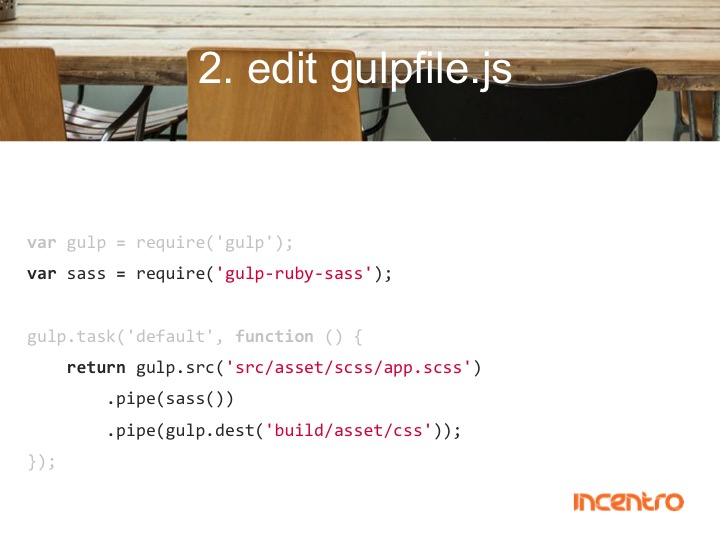 2. edit gulpfile.js
var gulp = require('gulp');
var sass = require('gulp-ruby-sass');
gulp.task('default', function () {
    return gulp.src('src/asset/scss/app.scss')
        .pipe(sass())
        .pipe(gulp.dest('build/asset/css'));
});
INCENTRO